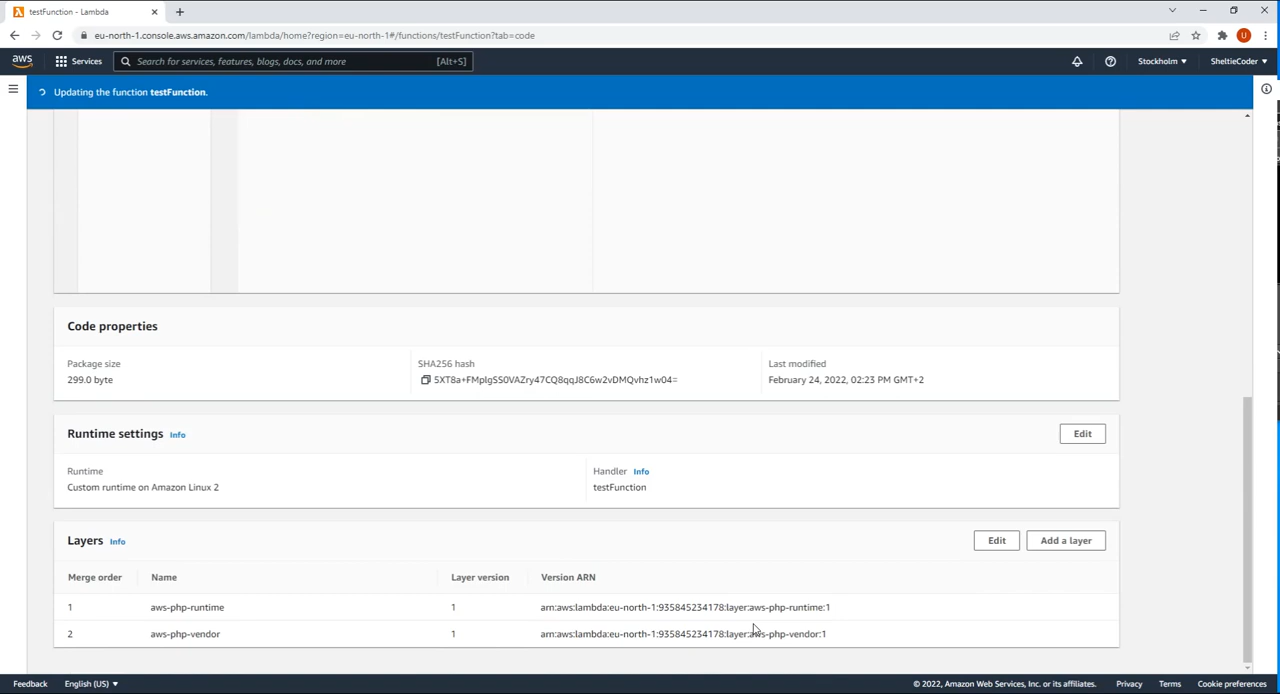 testFunction - Lambda
eu-north-1.console.aws.amazon.com/lambda/home?region=eu-north-1#/functions/testFunction?tab=code
U
aws Services Search for services, features, blogs, docs, and more [Alt+S] Stockholm SheltieCoder
Updating the function testFunction.
Code properties
Package size SHA256 hash Last modified
299.0 byte February 24, 2022, 02:23 PM GMT+2
Runtime settings Info Edit
Runtime Handler Info
Custom runtime on Amazon Linux 2 testFunction
Layers Info Edit Add a layer
Merge order Name Layer version Version ARN
1 aws-php-runtime 1 arn:aws:lambda:eu-north-1:935845234178:layer:aws-php-runtime:1
2 aws-php-vendor 1 arn:aws:lambda:eu-north-1:935845234178:layer:aws-php-vendor:1
Feedback English (US) © 2022, Amazon Web Services, Inc. or its affiliates. Privacy Terms Cookie preferences